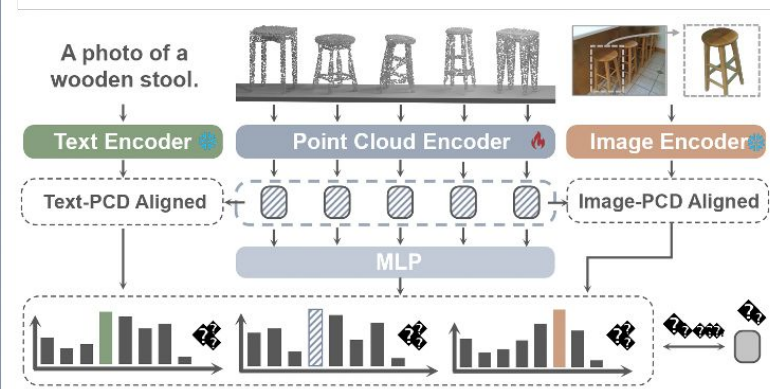 A photo of a
wooden stool.
Text Encoder
Point Cloud Encoder
Image Encoder
Text-PCD Aligned
Image-PCD Aligned
MLP